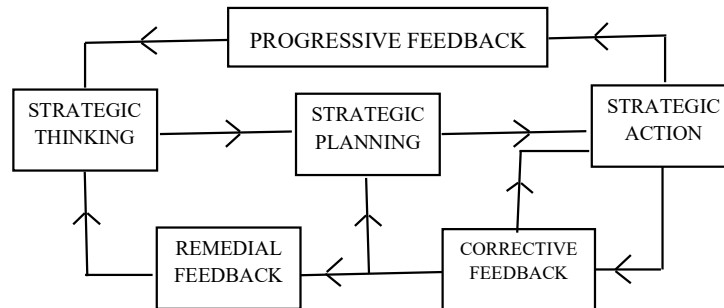 PROGRESSIVE FEEDBACK
STRATEGIC
THINKING
STRATEGIC
PLANNING
STRATEGIC
ACTION
REMEDIAL
FEEDBACK
CORRECTIVE
FEEDBACK